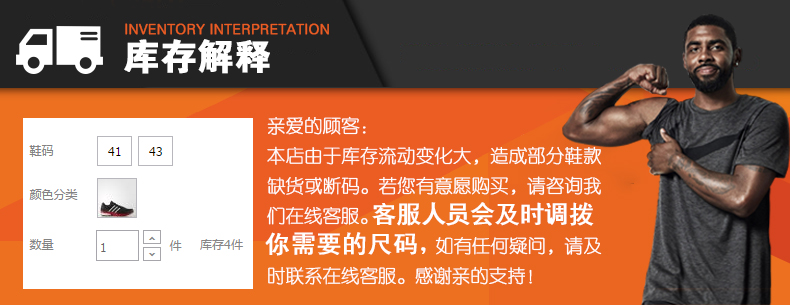 INVENTORY INTERPRETATION
库存解释
鞋码
41
43
颜色分类
数量
1
件
库存4件
亲爱的顾客：
本店由于库存流动变化大，造成部分鞋款
缺货或断码。若您有意愿购买，请咨询我
们在线客服。客服人员会及时调拨
你需要的尺码，如有任何疑问，请及
时联系在线客服。感谢亲的支持！